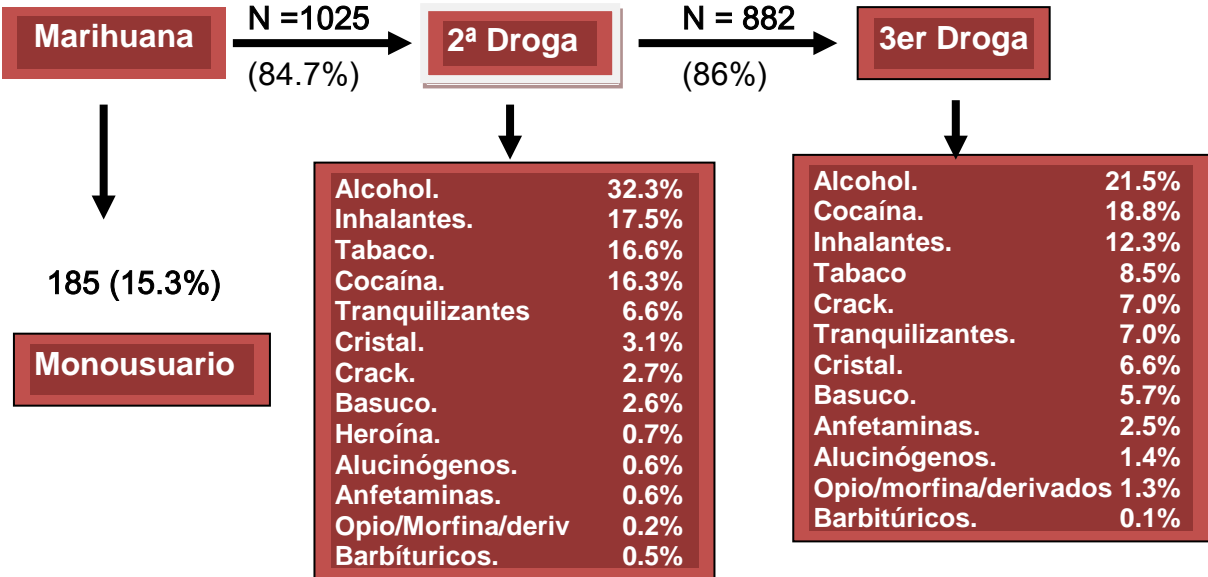 Marihuana
N =1025
(84.7%)
2ª Droga
N = 882
(86%)
3er Droga
185 (15.3%)
Monousuario
Alcohol. 32.3%
Inhalantes. 17.5%
Tabaco. 16.6%
Cocaína. 16.3%
Tranquilizantes 6.6%
Cristal. 3.1%
Crack. 2.7%
Basuco. 2.6%
Heroína. 0.7%
Alucinógenos. 0.6%
Anfetaminas. 0.6%
Opio/Morfina/deriv 0.2%
Barbíturicos. 0.5%
Alcohol. 21.5%
Cocaína. 18.8%
Inhalantes. 12.3%
Tabaco 8.5%
Crack. 7.0%
Tranquilizantes. 7.0%
Cristal. 6.6%
Basuco. 5.7%
Anfetaminas. 2.5%
Alucinógenos. 1.4%
Opio/morfina/derivados 1.3%
Barbitúricos. 0.1%